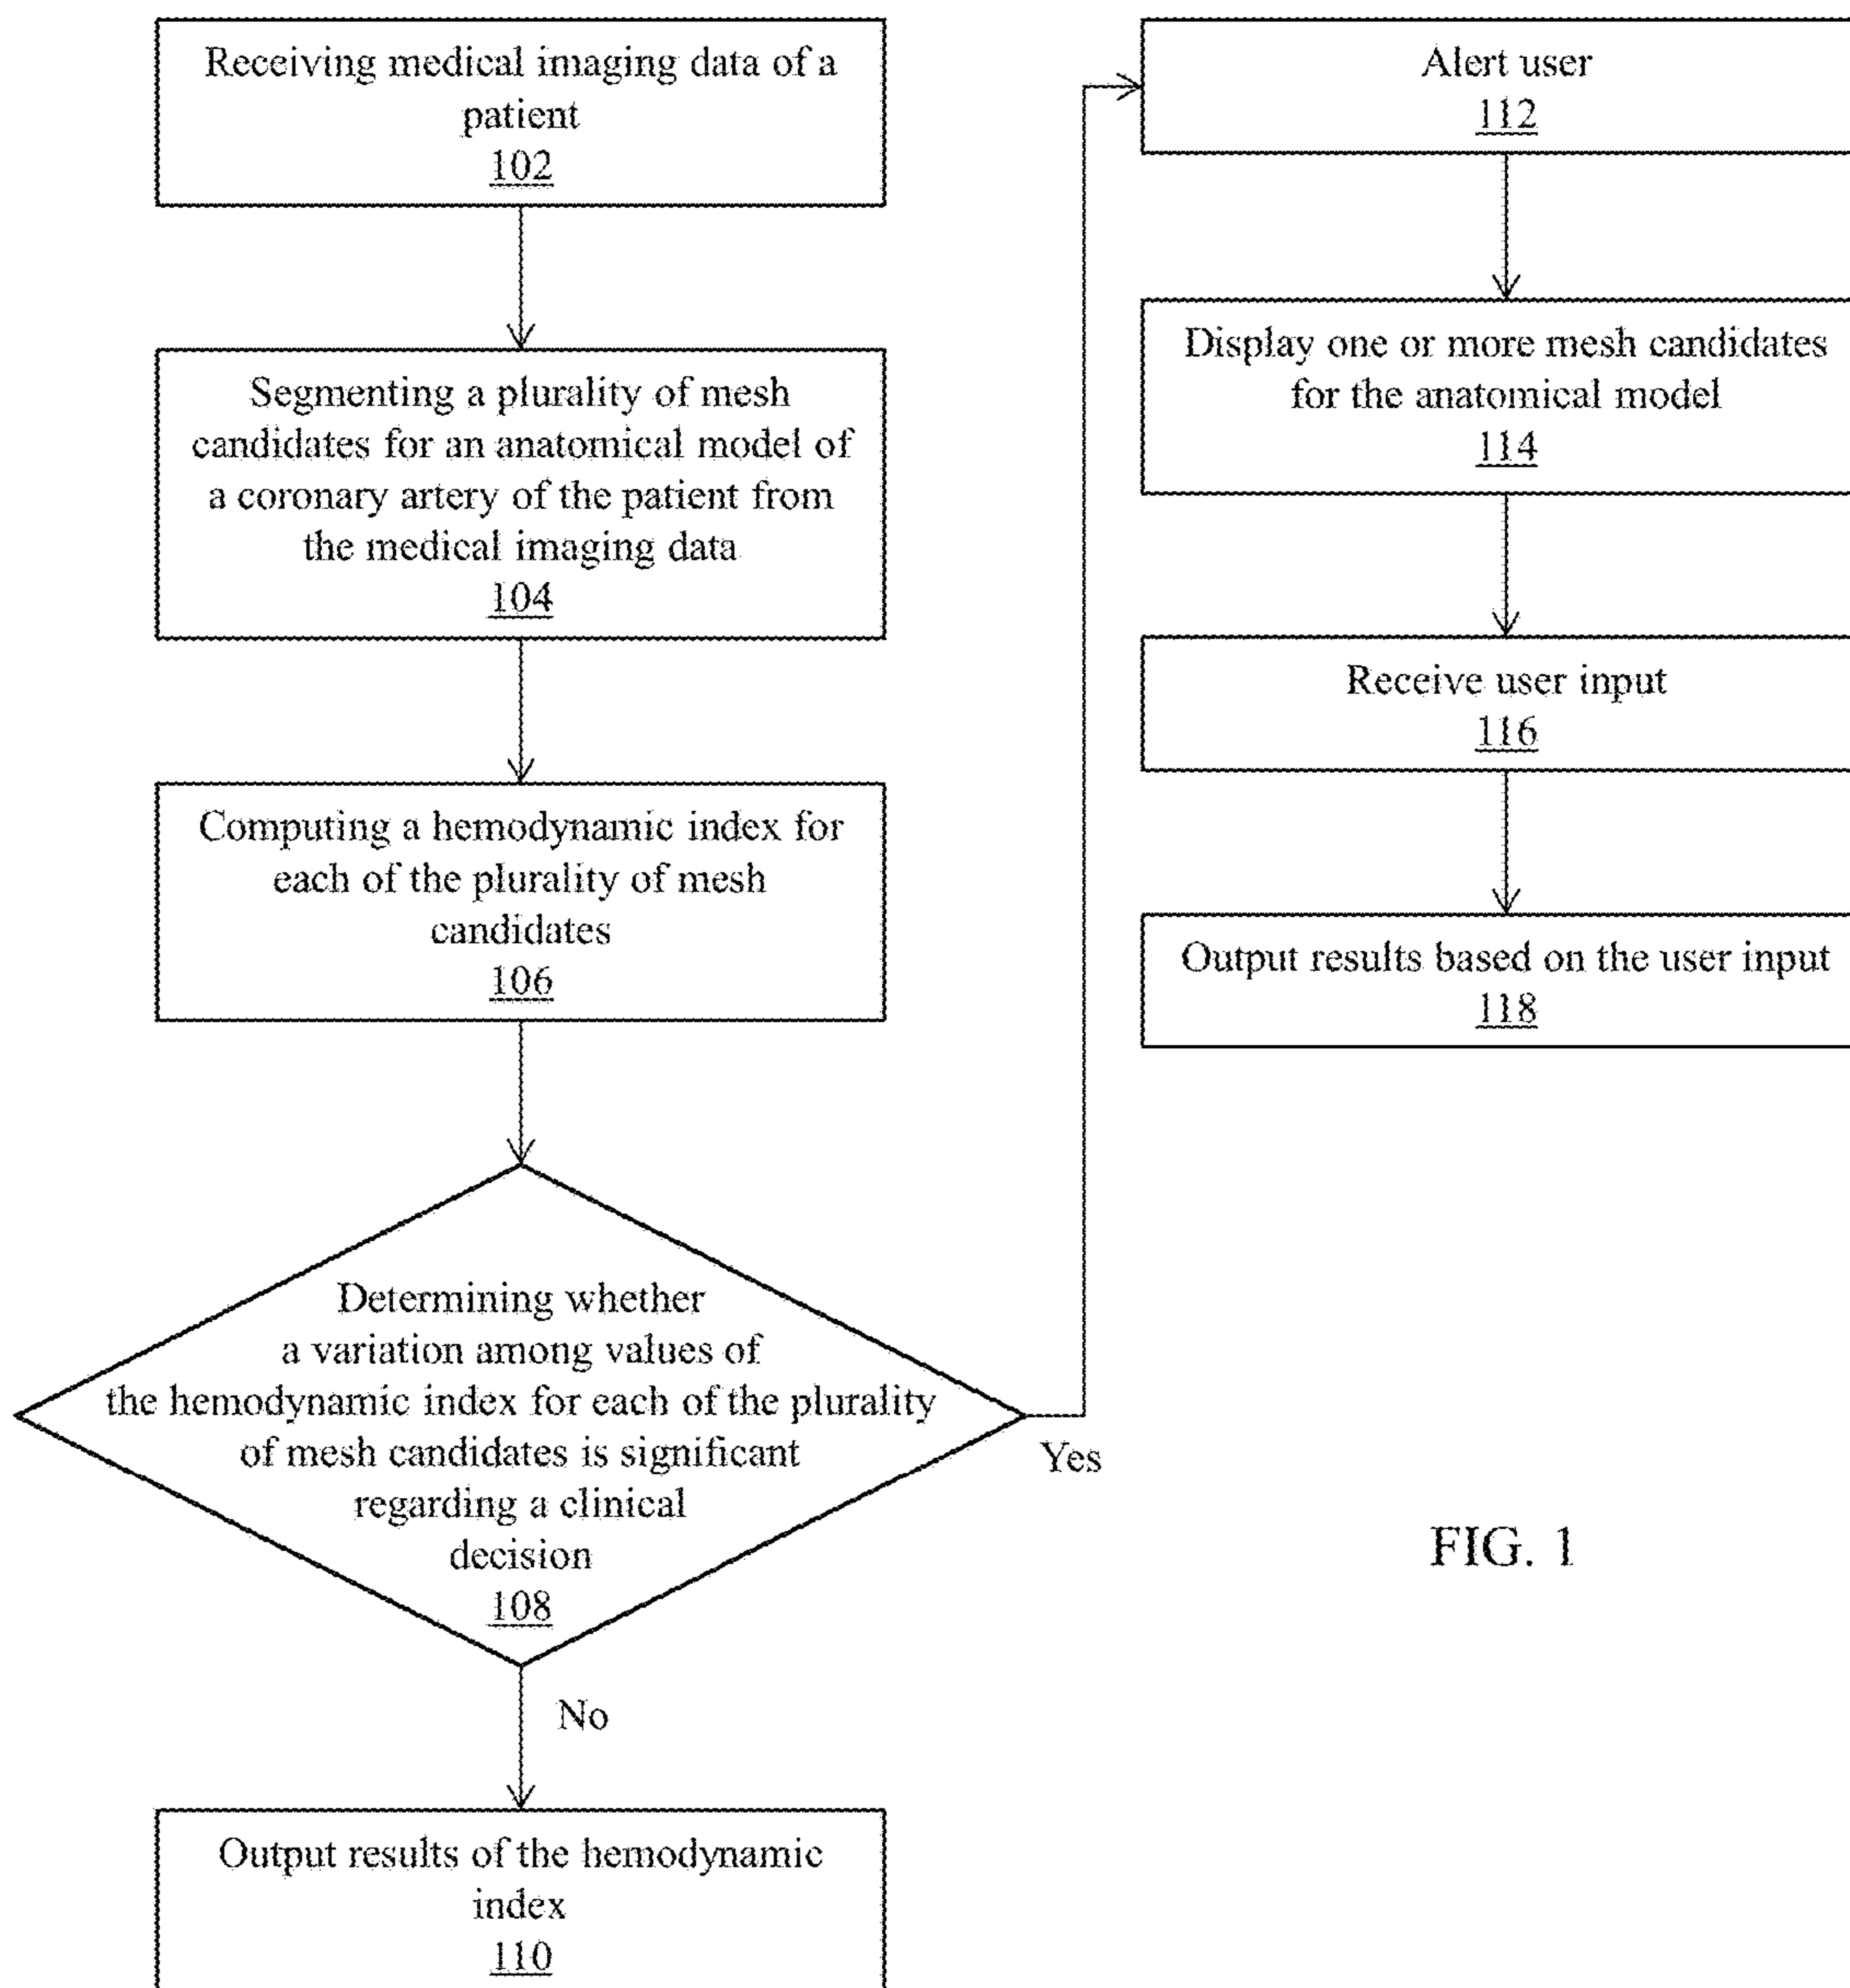 Receiving medical imaging data of a
patient
102
Segmenting a plurality of mesh
candidates for an anatomical model of
a coronary artery of the patient from
the medical imaging data
104
Computing a hemodynamic index for
each of the plurality of mesh
candidates
106
Determining whether
a variation among values of
the hemodynamic index for each of the plurality
of mesh candidates is significant
regarding a clinical
decision
108
Yes
No
Output results of the hemodynamic
index
110
Alert user
112
Display one or more mesh candidates
for the anatomical model
114
Receive user input
116
Output results based on the user input
118
FIG. 1